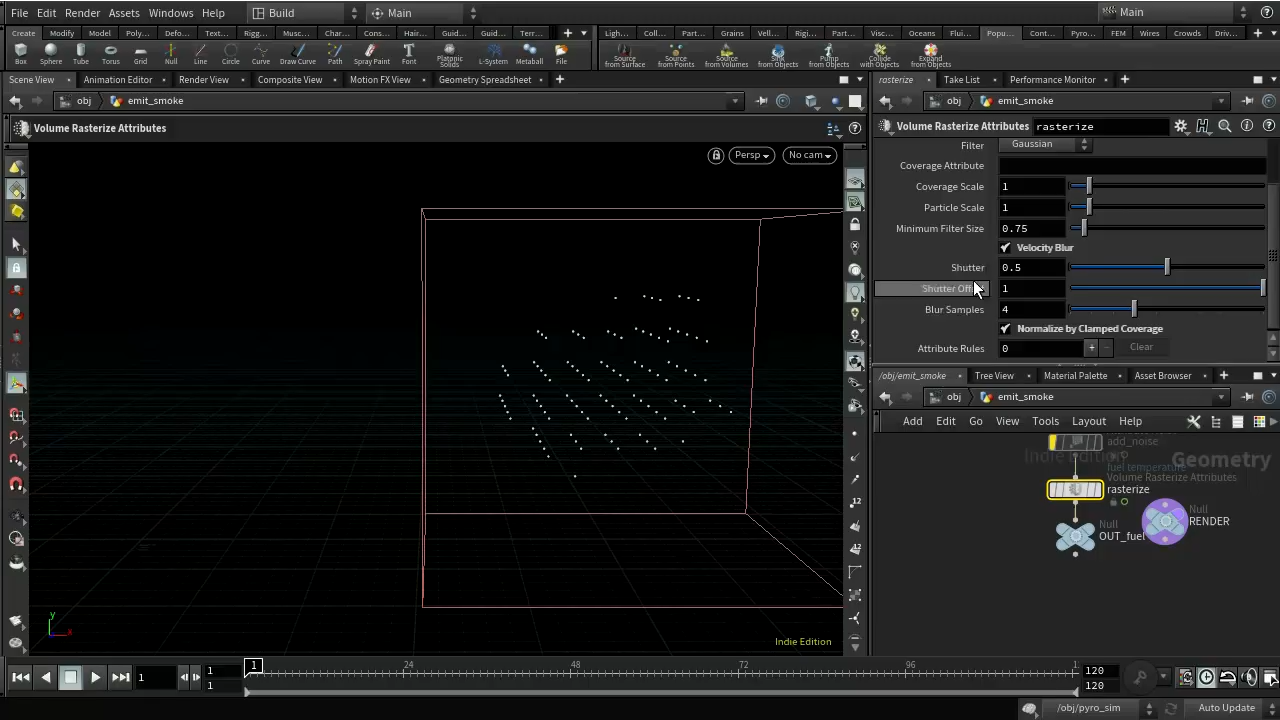 File Edit Render Assets Windows Help Build Main Main
Create Modify Model Poly... Defo... Text... Rigg... Musc... Char... Cons... Hair... Guid... Guid... Terr... Ligh... Coll... Part... Grains Vell... Rigi... Part... Visc... Oceans Flui... Popu... Cont... Pyro... FEM Wires Crowds Driv...
Box Sphere Tube Torus Grid Null Line Circle Curve Draw Curve Path Spray Paint Font Platonic Solids L-System Metaball File Source from Surface Source from Points Source from Volumes Sink from Objects Pump from Objects Collide with Objects Expand from Objects
Scene View Animation Editor Render View Composite View Motion FX View Geometry Spreadsheet
obj emit_smoke
Volume Rasterize Attributes
Persp No cam
Indie Edition
rasterize Take List Performance Monitor
obj emit_smoke
Volume Rasterize Attributes rasterize
Filter Gaussian
Coverage Attribute
Coverage Scale 1
Particle Scale 1
Minimum Filter Size 0.75
Velocity Blur
Shutter 0.5
Shutter 1
Blur Samples 4
Normalize by Clamped Coverage
Attribute Rules 0 + - Clear
/obj/emit_smoke Tree View Material Palette Asset Browser
obj emit_smoke
Add Edit Go View Tools Layout Help
add_noise
Indie Edition Geometry
fuel temperature
Volume Rasterize Attributes
rasterize
Null
RENDER
Null
OUT_fuel
1 24 48 72 96 1
1 1
1
120
120
/obj/pyro_sim Auto Update